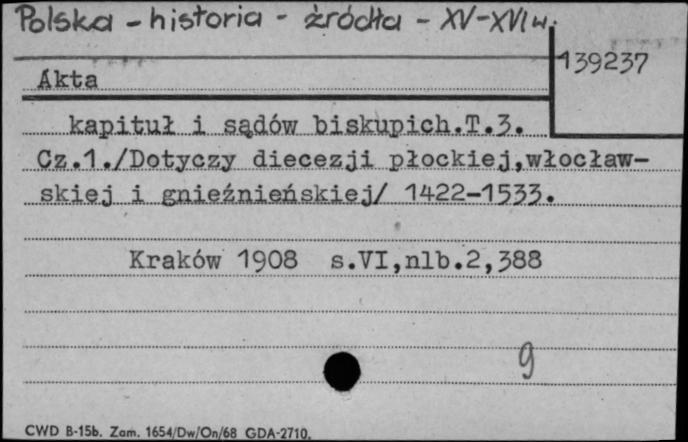 Polska - historia - źródła - XV-XVI w.
139237
Akta
kapituł i sądów biskupich.T.3.
Cz.1./Dotyczy diecezji płockiej,włocław-
skiej i gnieźnieńskiej/ 1422-1533.
Kraków 1908 s.VI,nlb.2,388
9
CWD B-15b. Zam. 1654/Dw/On/68 GDA-2710.